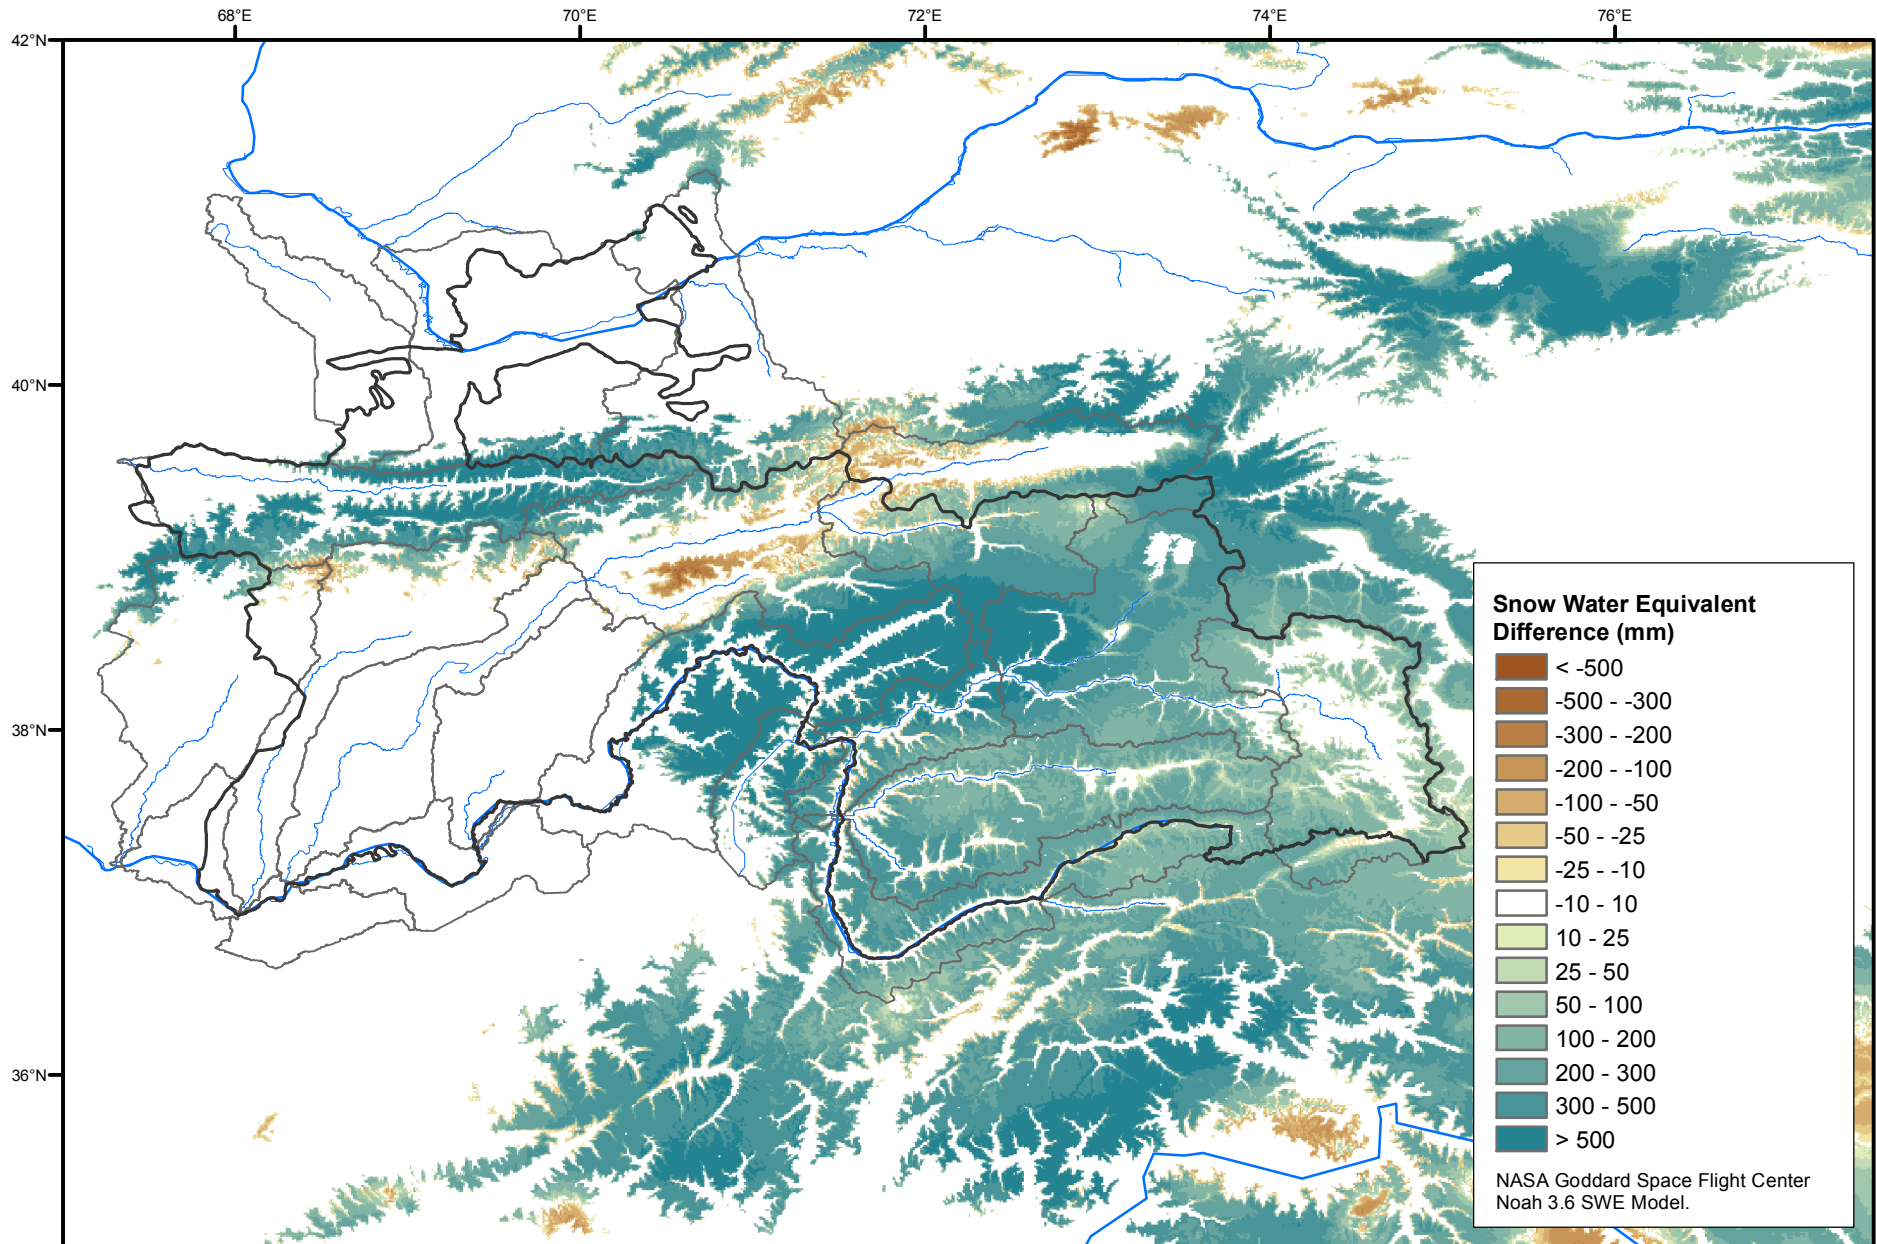 68°E 70°E 72°E 74°E 76°E
42°N
40°N
38°N
36°N
Snow Water Equivalent
Difference (mm)
< -500
-500 - -300
-300 - -200
-200 - -100
-100 - -50
-50 - -25
-25 - -10
-10 - 10
10 - 25
25 - 50
50 - 100
100 - 200
200 - 300
300 - 500
> 500
NASA Goddard Space Flight Center
Noah 3.6 SWE Model.